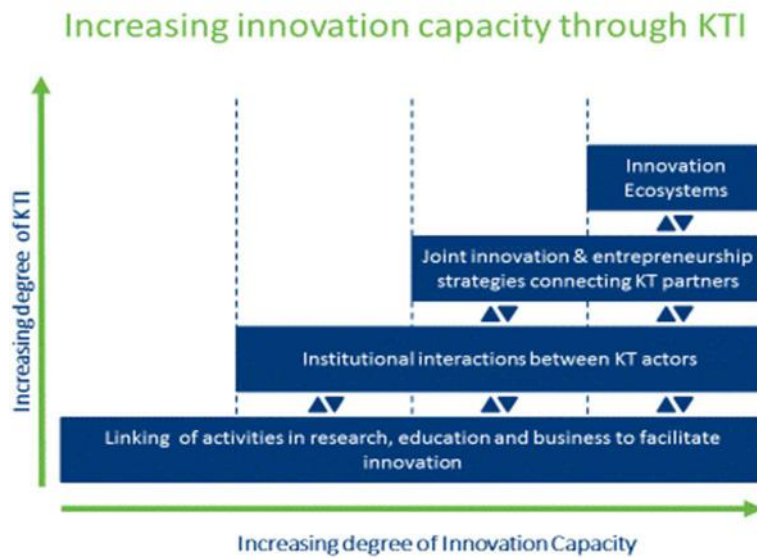 Increasing innovation capacity through KTI
Increasing degree of KTI
Innovation
Ecosystems
Joint innovation & entrepreneurship
strategies connecting KT partners
Institutional interactions between KT actors
Linking of activities in research, education and business to facilitate
innovation
Increasing degree of Innovation Capacity